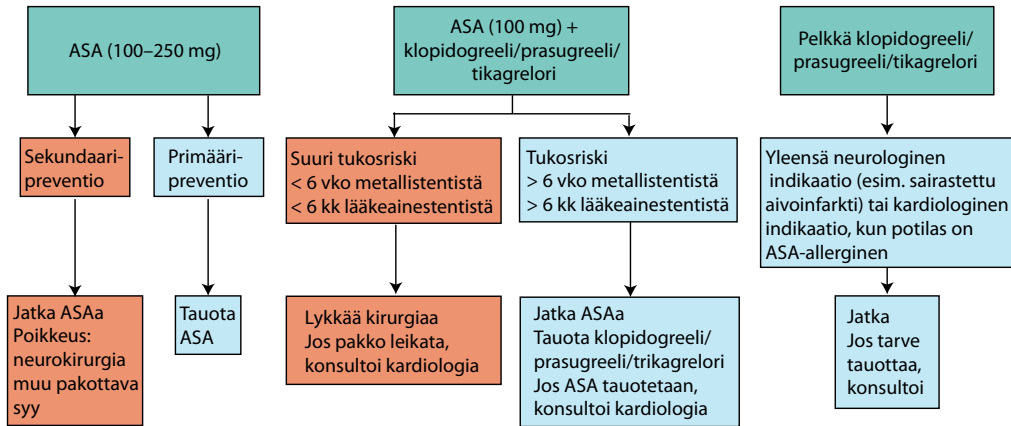 ASA (100–250 mg)
ASA (100 mg) +
klopidogreeli/prasugreeli/
tikagrelori
Pelkkä klopidogreeli/
prasugreeli/tikagrelori
Sekundaari-
preventio
Primääri-
preventio
Suuri tukosriski
< 6 vko metallistentistä
< 6 kk lääkeainestentistä
Tukosriski
> 6 vko metallistentistä
> 6 kk lääkeainestentistä
Yleensä neurologinen
indikaatio (esim. sairastettu
aivoinfarkti) tai kardiologinen
indikaatio, kun potilas on
ASA-allerginen
Jatka ASAa
Poikkeus:
neurokirurgia
muu pakottava
syy
Tauota
ASA
Lykkää kirurgiaa
Jos pakko leikata,
konsultoi kardiologia
Jatka ASAa
Tauota klopidogreeli/
prasugreeli/trikagrelori
Jos ASA tauotetaan,
konsultoi kardiologia
Jatka
Jos tarve
tauottaa,
konsultoi